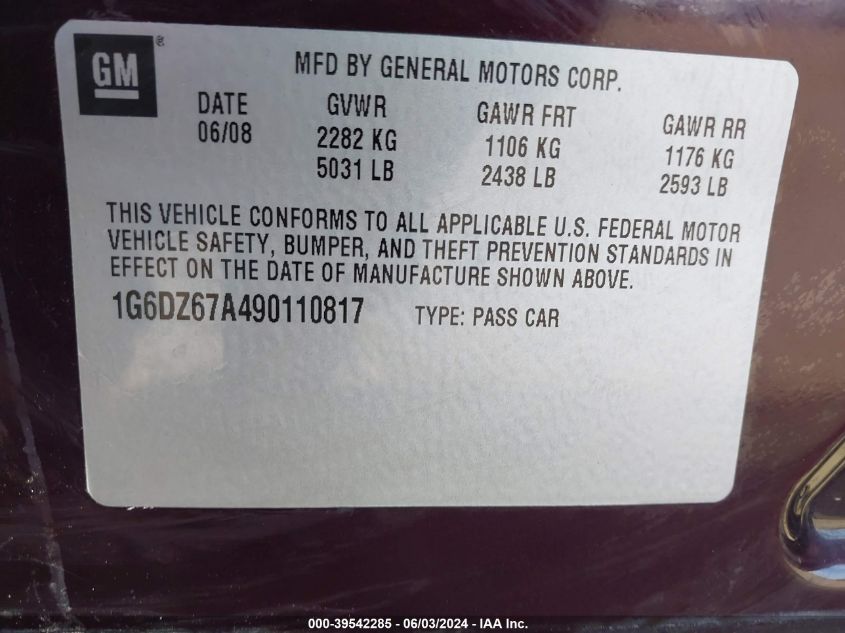 GM ®
MFD BY GENERAL MOTORS CORP.
DATE GVWR GAWR FRT GAWR RR
06/08 2282 KG 1106 KG 1176 KG
5031 LB 2438 LB 2593 LB
THIS VEHICLE CONFORMS TO ALL APPLICABLE U.S. FEDERAL MOTOR
VEHICLE SAFETY, BUMPER, AND THEFT PREVENTION STANDARDS IN
EFFECT ON THE DATE OF MANUFACTURE SHOWN ABOVE.
1G6DZ67A490110817 TYPE: PASS CAR
000-39542285 - 06/03/2024 - IAA Inc.